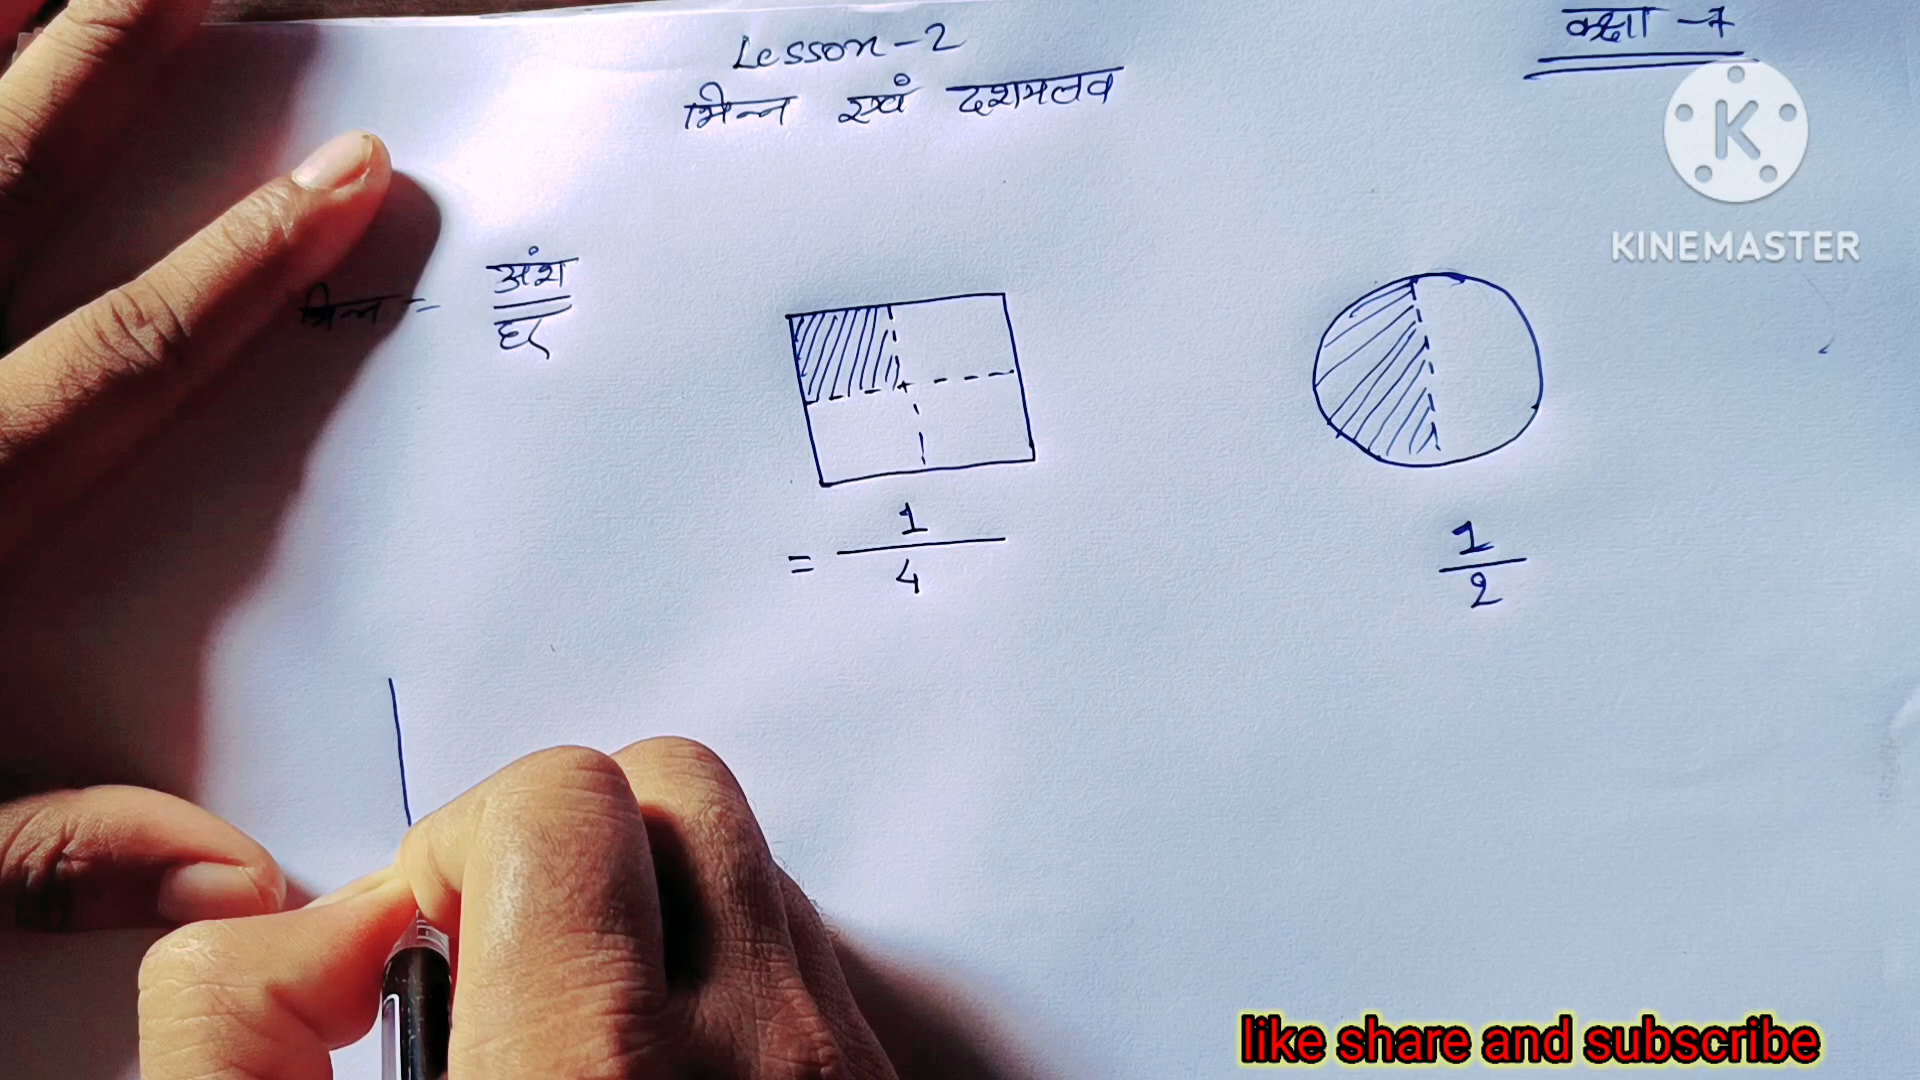 Lesson-2
कक्षा -7
भिन्न एवं दशमलव
K
KINEMASTER
भिन्न = अंश
हर
= 1
4
1
2
like share and subscribe